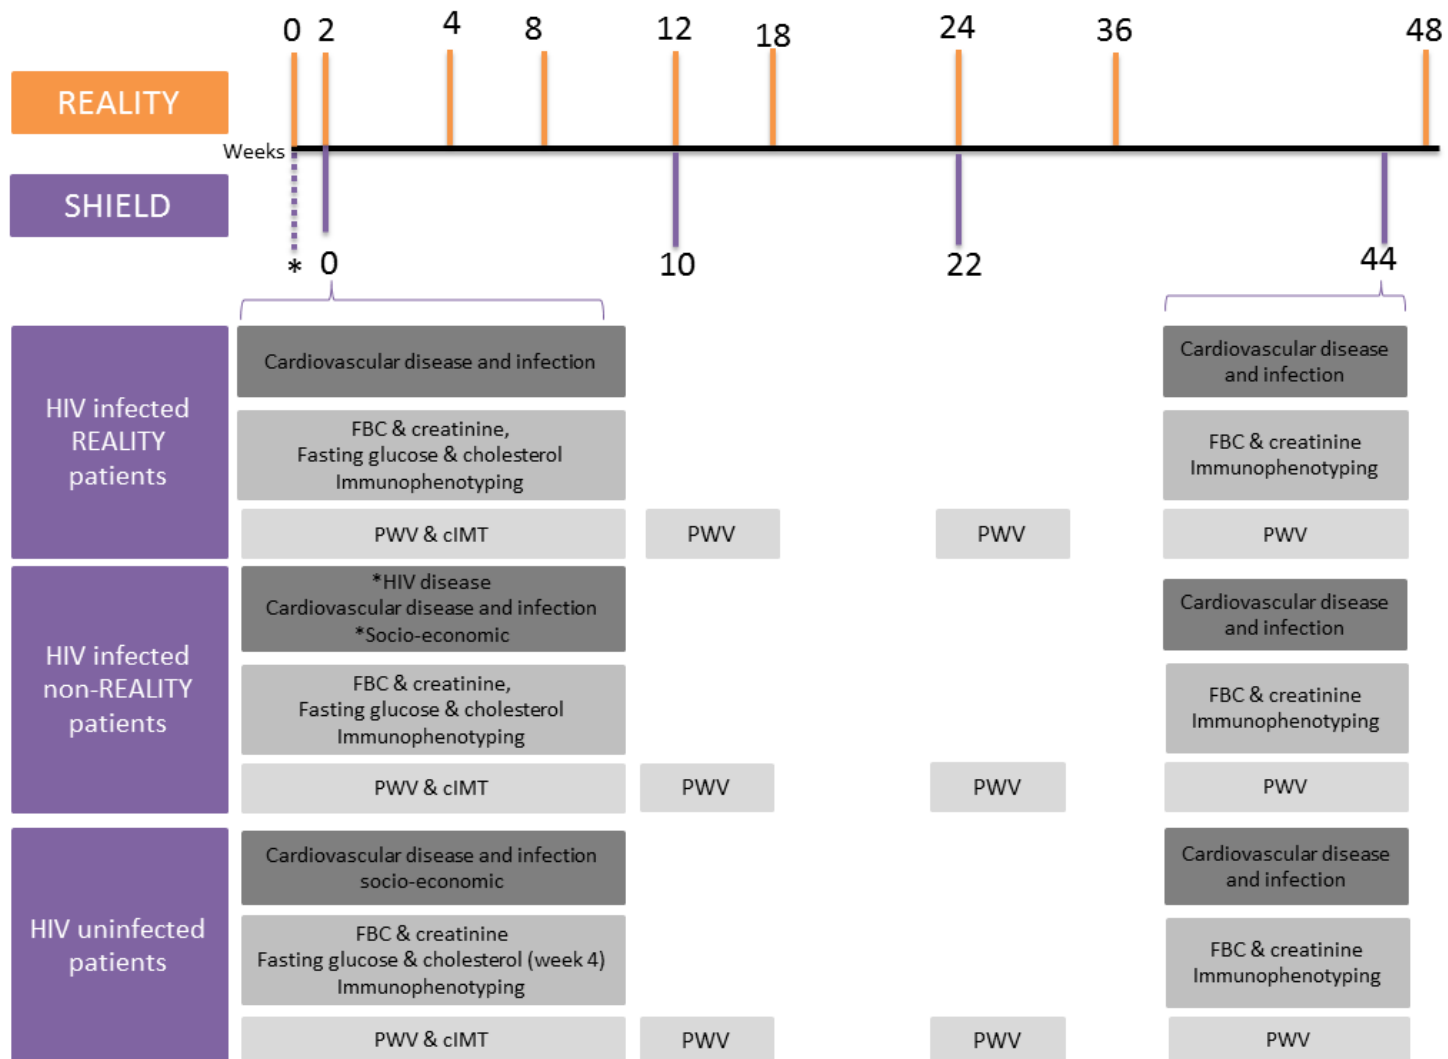 0 2 4 8 12 18 24 36 48
REALITY
Weeks
SHIELD
* 0 10 22 44
HIV infected
REALITY
patients
Cardiovascular disease and infection
Cardiovascular disease
and infection
FBC & creatinine,
Fasting glucose & cholesterol
Immunophenotyping
FBC & creatinine
Immunophenotyping
PWV & cIMT
PWV
PWV
PWV
HIV infected
non-REALITY
patients
*HIV disease
Cardiovascular disease and infection
*Socio-economic
Cardiovascular disease
and infection
FBC & creatinine,
Fasting glucose & cholesterol
Immunophenotyping
FBC & creatinine
Immunophenotyping
PWV & cIMT
PWV
PWV
PWV
HIV uninfected
patients
Cardiovascular disease and infection
socio-economic
Cardiovascular disease
and infection
FBC & creatinine
Fasting glucose & cholesterol (week 4)
Immunophenotyping
FBC & creatinine
Immunophenotyping
PWV & cIMT
PWV
PWV
PWV